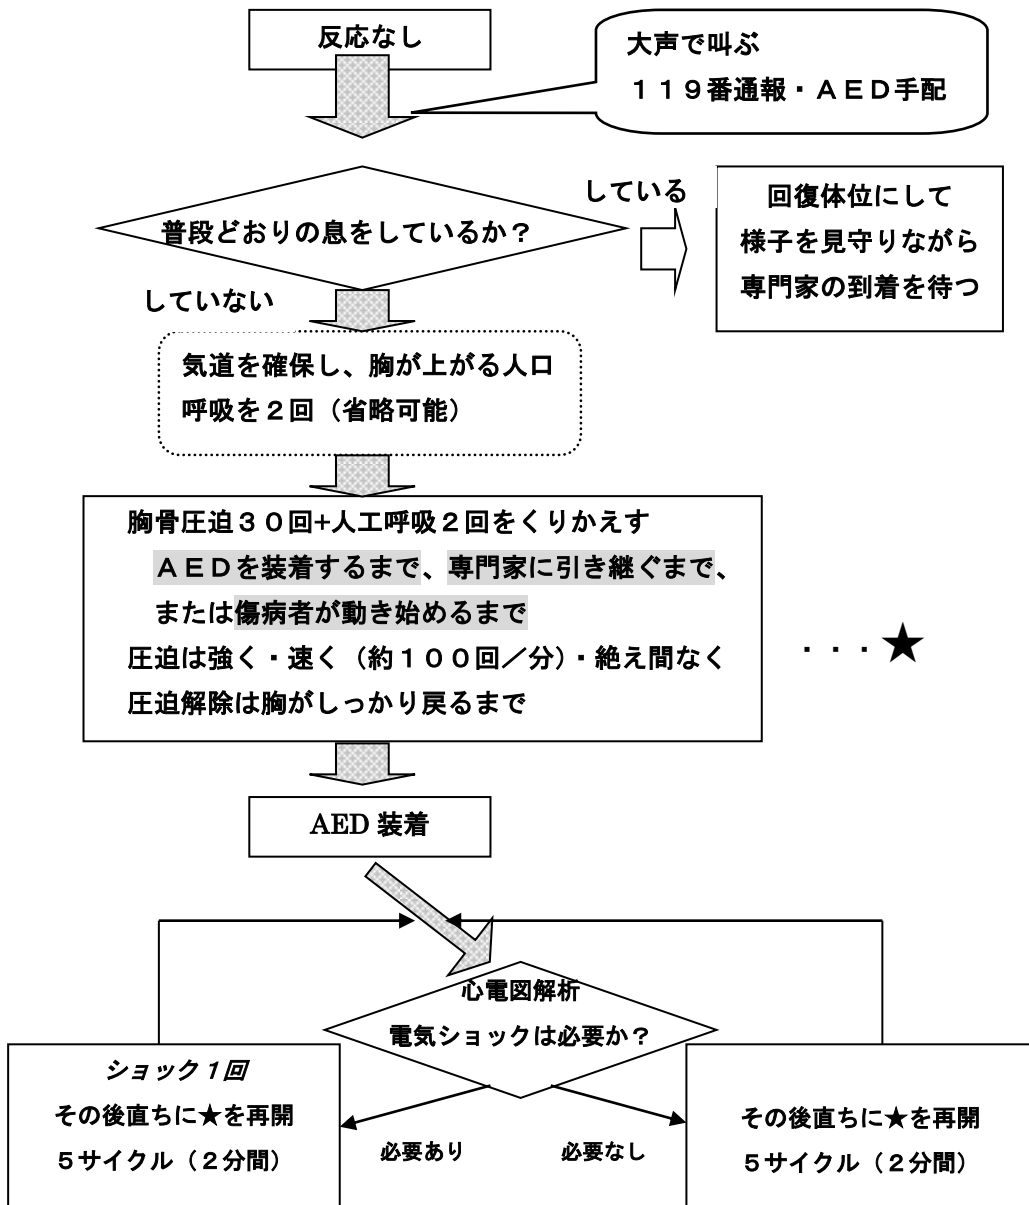 反応なし
大声で叫ぶ
１１９番通報・ＡＥＤ手配
普段どおりの息をしているか？
している
回復体位にして
様子を見守りながら
専門家の到着を待つ
していない
気道を確保し、胸が上がる人口
呼吸を２回（省略可能）
胸骨圧迫３０回+人工呼吸２回をくりかえす
ＡＥＤを装着するまで、専門家に引き継ぐまで、
または傷病者が動き始めるまで
圧迫は強く・速く（約１００回／分）・絶え間なく
圧迫解除は胸がしっかり戻るまで
・・・★
AED 装着
心電図解析
電気ショックは必要か？
ショック１回
その後直ちに★を再開
５サイクル（２分間）
必要あり
必要なし
その後直ちに★を再開
５サイクル（２分間）